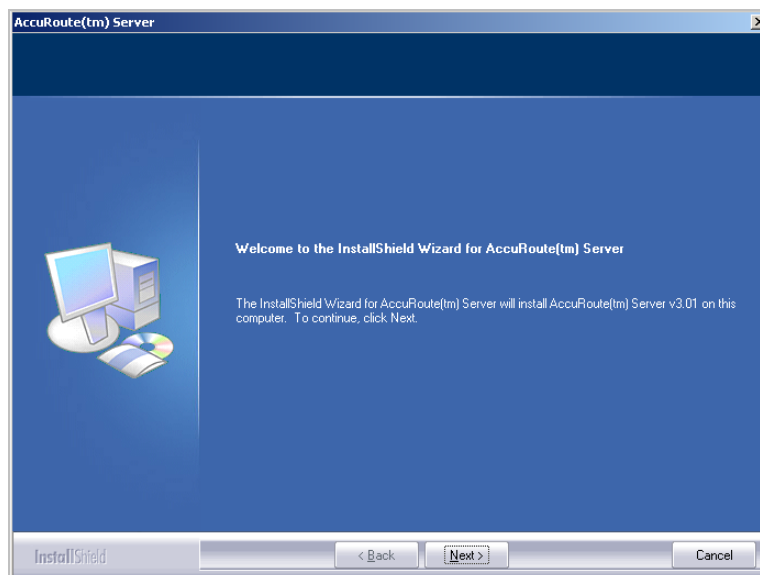 AccuRoute(tm) Server
Welcome to the InstallShield Wizard for AccuRoute(tm) Server
The InstallShield Wizard for AccuRoute(tm) Server will install AccuRoute(tm) Server v3.01 on this
computer. To continue, click Next.
InstallShield
< Back
Next >
Cancel